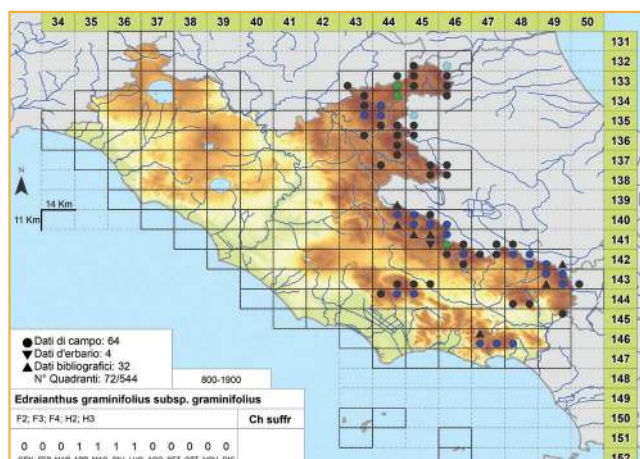 34 35 36 37 38 39 40 41 42 43 44 45 46 47 48 49 50
131
132
133
134
135
136
137
138
139
140
141
142
143
144
145
146
147
148
149
150
151
152
N
14 Km
11 Km
Dati di campo: 64
Dati d'erbario: 4
Dati bibliografici: 32
N° Quadranti: 72/544
800-1900
Edraianthus graminifolius subsp. graminifolius
F2; F3; F4; H2; H3
Ch suffr
0 0 0 1 1 1 1 0 0 0 0 0